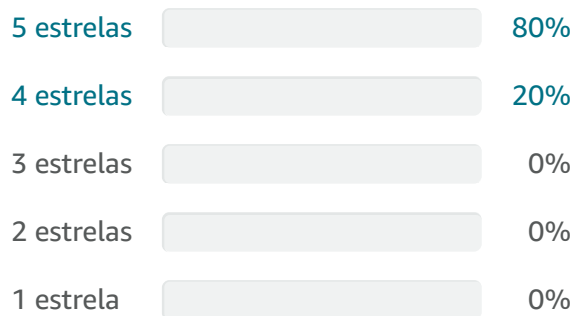 5 estrelas 80%
4 estrelas 20%
3 estrelas 0%
2 estrelas 0%
1 estrela 0%